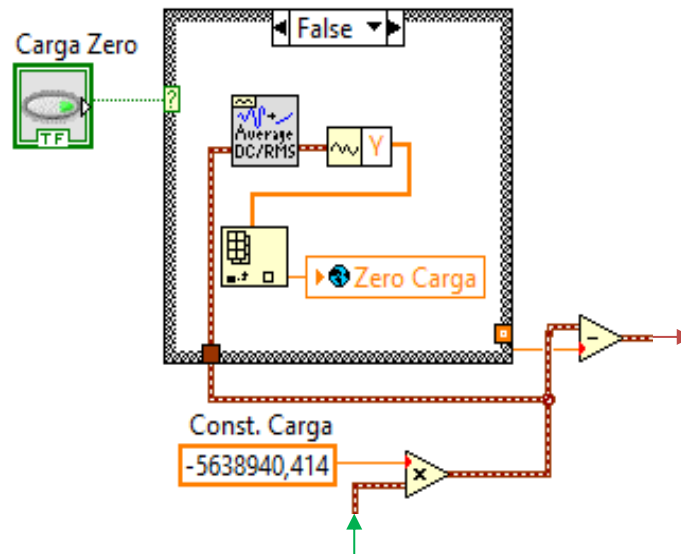 False
Carga Zero
?
TF
Average
DC/RMS
Y
Zero Carga
-
Const. Carga
-5638940,414
x